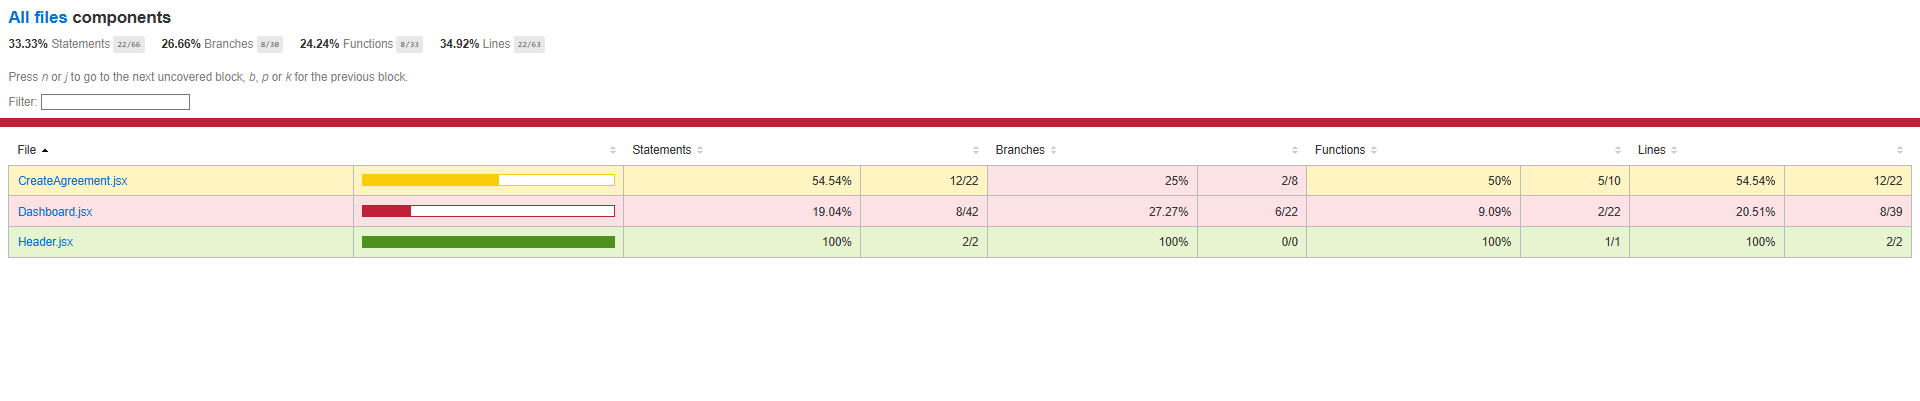 All files components
33.33% Statements 22/66 26.66% Branches 8/30 24.24% Functions 8/33 34.92% Lines 22/63
Press n or j to go to the next uncovered block, b, p or k for the previous block.
Filter:
File Statements Branches Functions Lines
CreateAgreement.jsx 54.54% 12/22 25% 2/8 50% 5/10 54.54% 12/22
Dashboard.jsx 19.04% 8/42 27.27% 6/22 9.09% 2/22 20.51% 8/39
Header.jsx 100% 2/2 100% 0/0 100% 1/1 100% 2/2